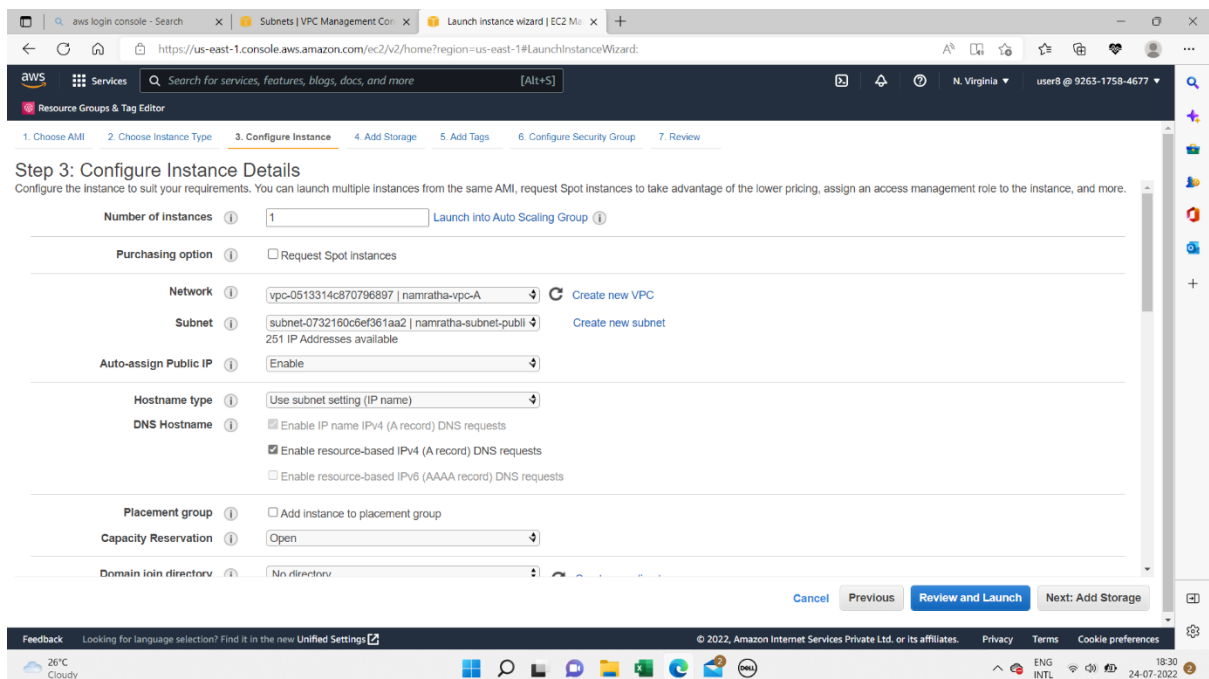 aws login console - Search
Subnets | VPC Management Con
Launch instance wizard | EC2 Ma
https://us-east-1.console.aws.amazon.com/ec2/v2/home?region=us-east-1#LaunchInstanceWizard:
aws
Services
Search for services, features, blogs, docs, and more
[Alt+S]
N. Virginia
user8 @ 9263-1758-4677
Resource Groups & Tag Editor
1. Choose AMI 2. Choose Instance Type 3. Configure Instance 4. Add Storage 5. Add Tags 6. Configure Security Group 7. Review
Step 3: Configure Instance Details
Configure the instance to suit your requirements. You can launch multiple instances from the same AMI, request Spot instances to take advantage of the lower pricing, assign an access management role to the instance, and more.
Number of instances 1 Launch into Auto Scaling Group
Purchasing option Request Spot instances
Network vpc-0513314c870796897 | namratha-vpc-A Create new VPC
Subnet subnet-0732160c6ef361aa2 | namratha-subnet-publi Create new subnet
251 IP Addresses available
Auto-assign Public IP Enable
Hostname type Use subnet setting (IP name)
DNS Hostname Enable IP name IPv4 (A record) DNS requests
Enable resource-based IPv4 (A record) DNS requests
Enable resource-based IPv6 (AAAA record) DNS requests
Placement group Add instance to placement group
Capacity Reservation Open
Domain join directory No directory
Cancel Previous Review and Launch Next: Add Storage
Feedback Looking for language selection? Find it in the new Unified Settings © 2022, Amazon Internet Services Private Ltd. or its affiliates. Privacy Terms Cookie preferences
26°C
Cloudy
2
DELL
ENG
INTL
18:30
24-07-2022
2